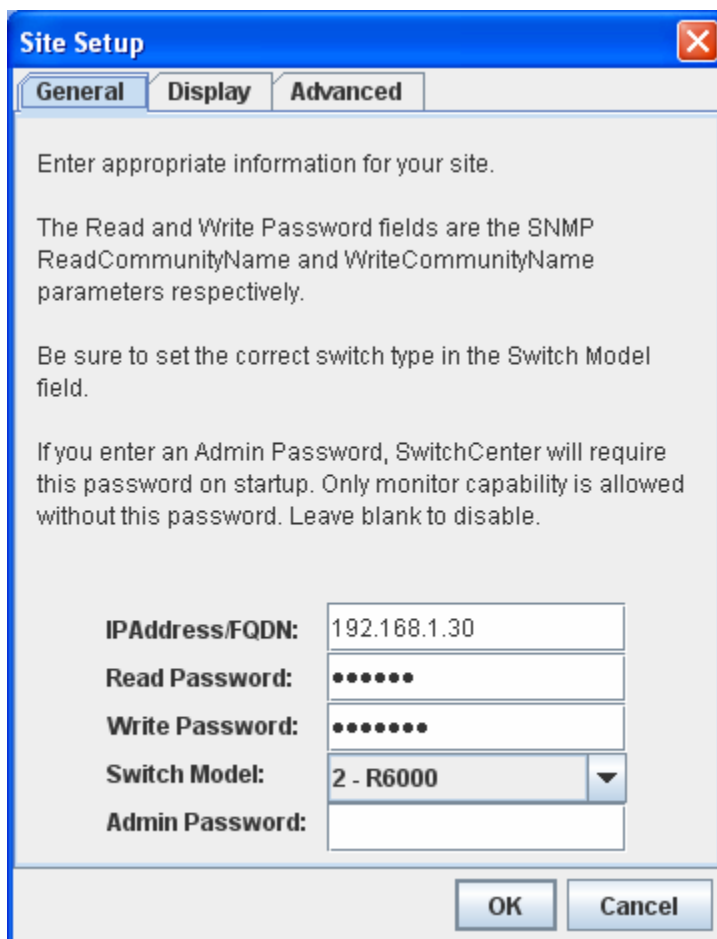 Site Setup
General Display Advanced
Enter appropriate information for your site.
The Read and Write Password fields are the SNMP
ReadCommunityName and WriteCommunityName
parameters respectively.
Be sure to set the correct switch type in the Switch Model
field.
If you enter an Admin Password, SwitchCenter will require
this password on startup. Only monitor capability is allowed
without this password. Leave blank to disable.
IPAddress/FQDN: 192.168.1.30
Read Password: ●●●●●●
Write Password: ●●●●●●●
Switch Model: 2 - R6000
Admin Password:
OK Cancel